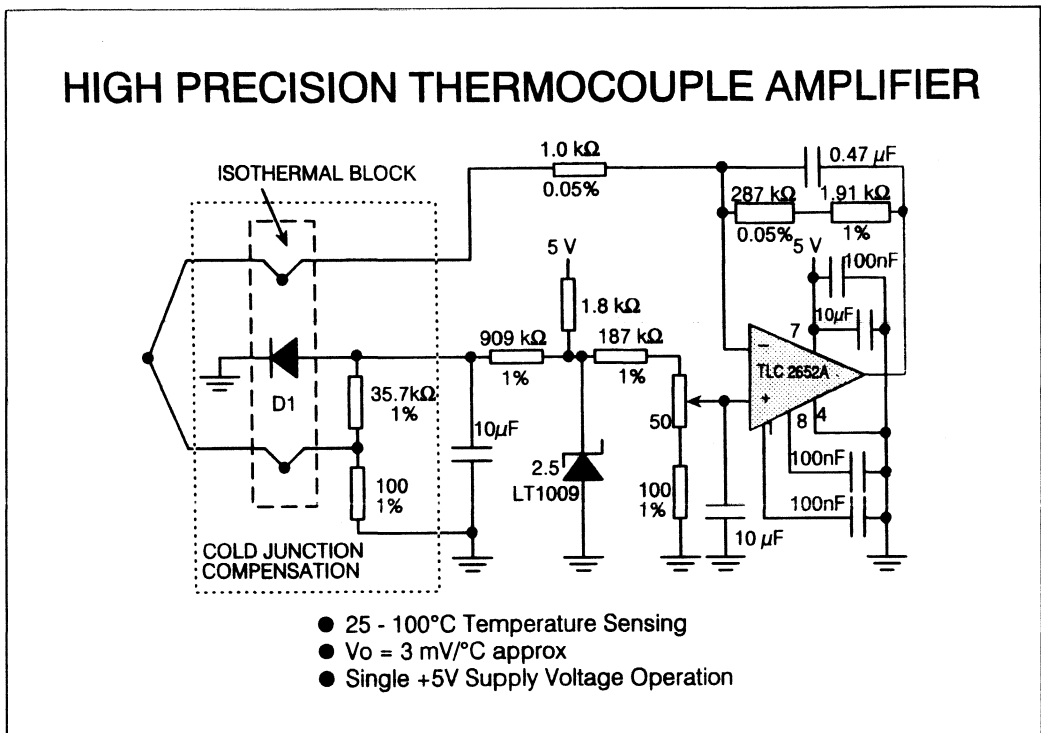 HIGH PRECISION THERMOCOUPLE AMPLIFIER
ISOTHERMAL BLOCK
1.0 kΩ
0.05%
0.47 µF
287 kΩ
0.05%
1.91 kΩ
1%
5 V
100nF
10µF
5 V
1.8 kΩ
909 kΩ
1%
187 kΩ
1%
7
−
TLC 2652A
+
1
8
4
D1
35.7kΩ
1%
10µF
50
2.5
LT1009
100
1%
100
1%
10 µF
100nF
100nF
COLD JUNCTION
COMPENSATION
● 25 - 100°C Temperature Sensing
● Vo = 3 mV/°C approx
● Single +5V Supply Voltage Operation